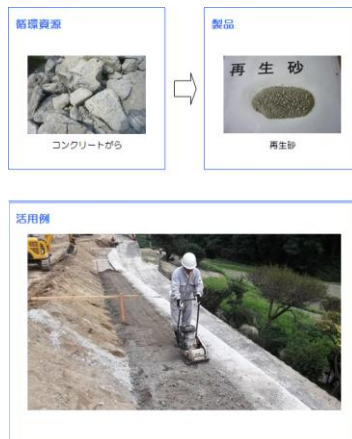 循環資源
製品
再生砂
コンクリートがら
再生砂
活用例